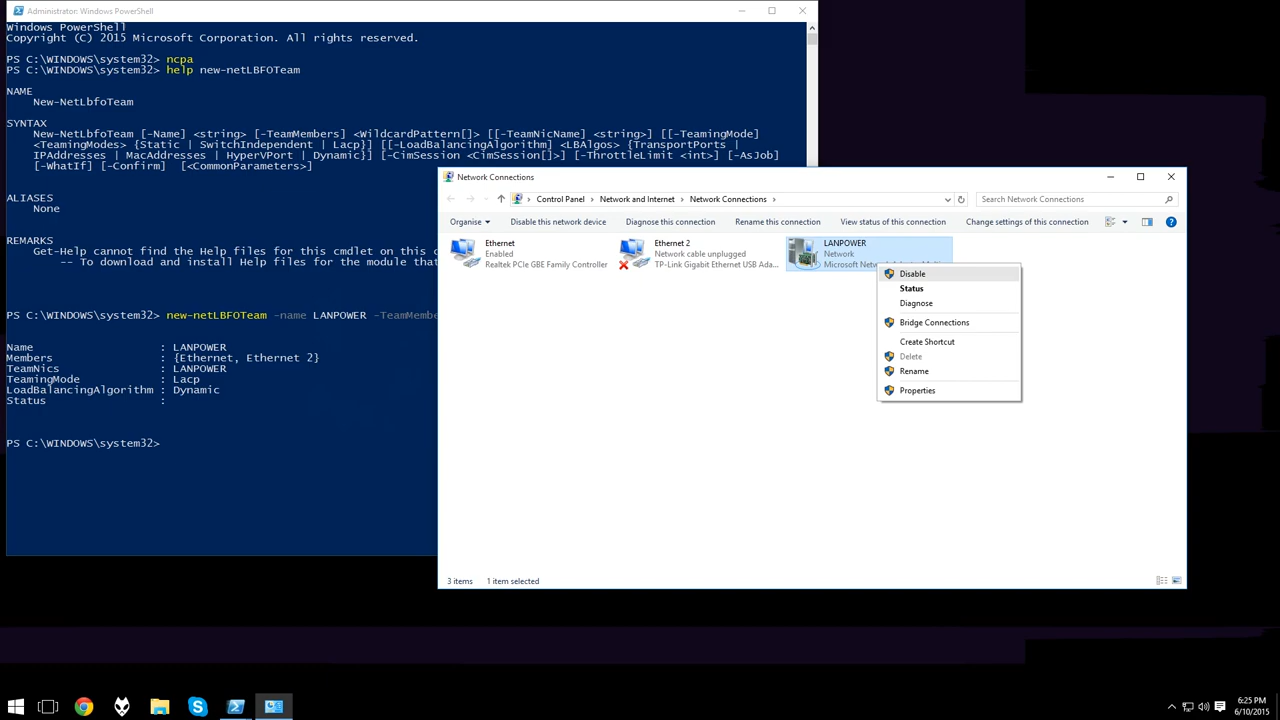 Administrator: Windows PowerShell
Windows PowerShell
Copyright (C) 2015 Microsoft Corporation. All rights reserved.
PS C:\WINDOWS\system32> ncpa
PS C:\WINDOWS\system32> help new-netLBFOTeam
NAME
New-NetLbfoTeam
SYNTAX
New-NetLbfoTeam [-Name] <string> [-TeamMembers] <WildcardPattern[]> [[-TeamNicName] <string>] [[-TeamingMode]
<TeamingModes> {Static | SwitchIndependent | Lacp}] [[-LoadBalancingAlgorithm] <LBAlgos> {TransportPorts |
IPAddresses | MacAddresses | HyperVPort | Dynamic}] [-CimSession <CimSession[]>] [-ThrottleLimit <int>] [-AsJob]
[-WhatIf] [-Confirm]  [<CommonParameters>]
ALIASES
None
REMARKS
Get-Help cannot find the Help files for this cmdlet on this c
-- To download and install Help files for the module that
PS C:\WINDOWS\system32> new-netLBFOTeam -name LANPOWER -TeamMembe
Name : LANPOWER
Members : {Ethernet, Ethernet 2}
TeamNics : LANPOWER
TeamingMode : Lacp
LoadBalancingAlgorithm : Dynamic
Status :
PS C:\WINDOWS\system32>
Network Connections
Control Panel > Network and Internet > Network Connections >
Search Network Connections
Organise Disable this network device Diagnose this connection Rename this connection View status of this connection Change settings of this connection
Ethernet
Enabled
Realtek PCIe GBE Family Controller
Ethernet 2
Network cable unplugged
TP-Link Gigabit Ethernet USB Ada...
LANPOWER
Network
Microsoft
Disable
Status
Diagnose
Bridge Connections
Create Shortcut
Delete
Rename
Properties
3 items 1 item selected
6:25 PM
6/10/2015